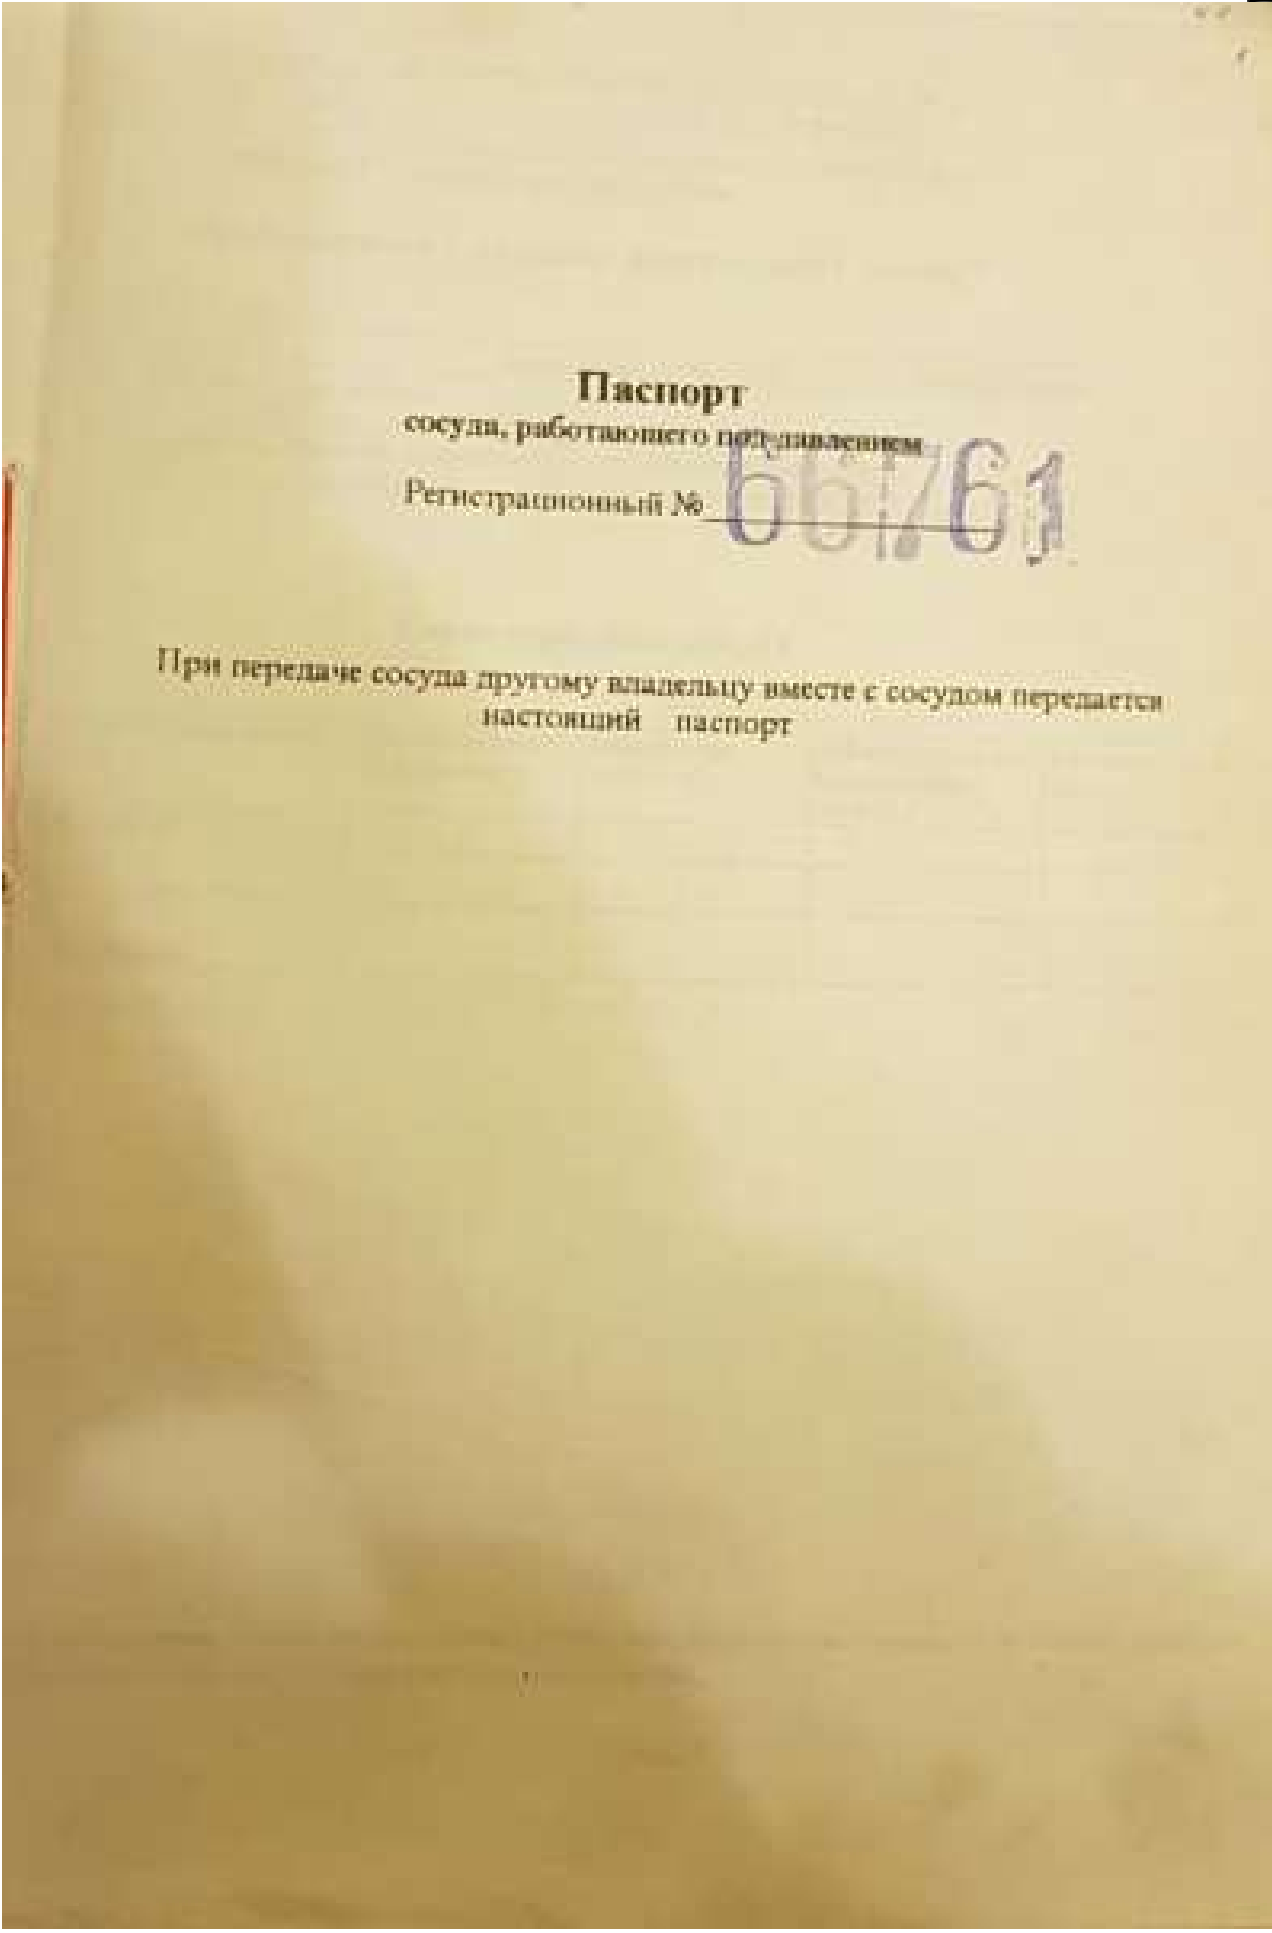 Паспорт
сосуда, работающего под давлением
Регистрационный № 66761
При передаче сосуда другому владельцу вместе с сосудом передается
настоящий паспорт